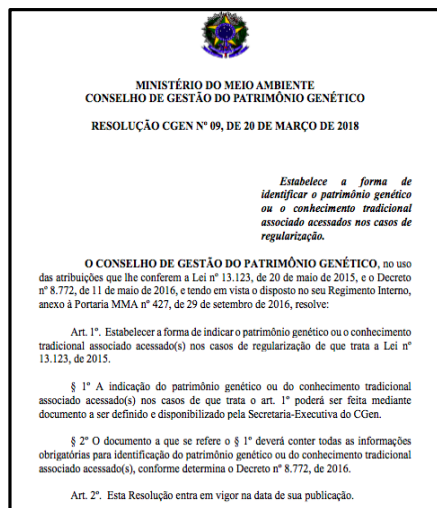 MINISTÉRIO DO MEIO AMBIENTE
CONSELHO DE GESTÃO DO PATRIMÔNIO GENÉTICO
RESOLUÇÃO CGEN Nº 09, DE 20 DE MARÇO DE 2018
Estabelece a forma de
identificar o patrimônio genético
ou o conhecimento tradicional
associado acessados nos casos de
regularização.
O CONSELHO DE GESTÃO DO PATRIMÔNIO GENÉTICO, no uso
das atribuições que lhe conferem a Lei nº 13.123, de 20 de maio de 2015, e o Decreto
nº 8.772, de 11 de maio de 2016, e tendo em vista o disposto no seu Regimento Interno,
anexo à Portaria MMA nº 427, de 29 de setembro de 2016, resolve:
Art. 1º. Estabelecer a forma de indicar o patrimônio genético ou o conhecimento
tradicional associado acessado(s) nos casos de regularização de que trata a Lei nº
13.123, de 2015.
§ 1º A indicação do patrimônio genético ou do conhecimento tradicional
associado acessado(s) nos casos de que trata o art. 1º poderá ser feita mediante
documento a ser definido e disponibilizado pela Secretaria-Executiva do CGen.
§ 2º O documento a que se refere o § 1º deverá conter todas as informações
obrigatórias para identificação do patrimônio genético ou do conhecimento tradicional
associado acessado(s), conforme determina o Decreto nº 8.772, de 2016.
Art. 2º. Esta Resolução entra em vigor na data de sua publicação.